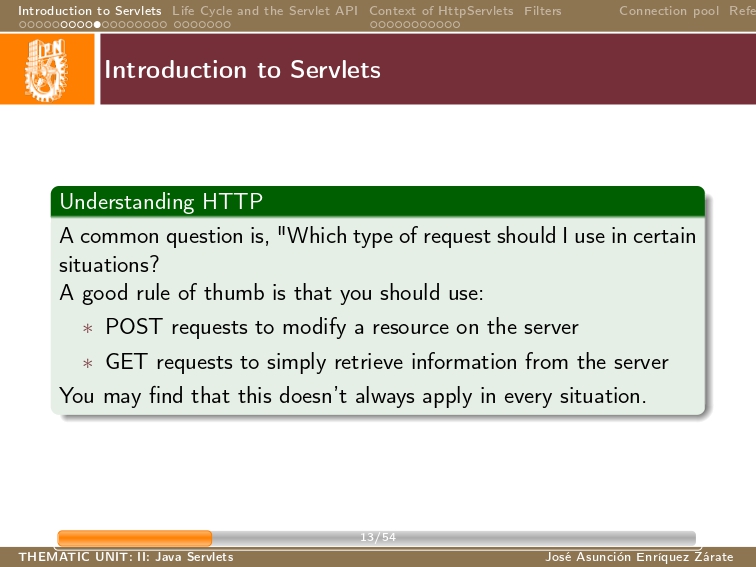 Introduction to Servlets Life Cycle and the Servlet API Context of HttpServlets Filters Connection pool Refe
IPN
Introduction to Servlets
Understanding HTTP
A common question is, "Which type of request should I use in certain
situations?
A good rule of thumb is that you should use:
* POST requests to modify a resource on the server
* GET requests to simply retrieve information from the server
You may find that this doesn't always apply in every situation.
13/54
THEMATIC UNIT: II: Java Servlets José Asunción Enríquez Zárate